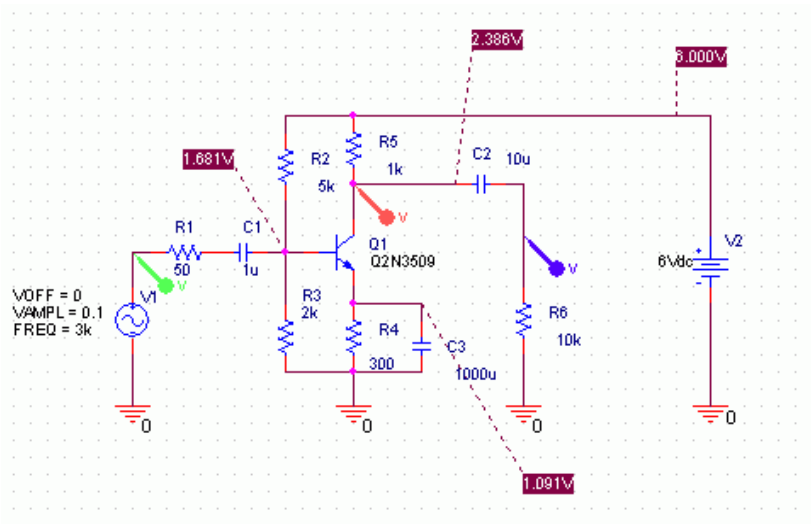 2.386V
6.000V
1.681V
R2
5k
R5
1k
C2
10u
R1
50
C1
1u
V
Q1
Q2N3509
V
V
V2
6Vdc
+
-
VOFF = 0
VAMPL = 0.1
FREQ = 3k
V1
R3
2k
R4
300
C3
1000u
R6
10k
0
0
0
0
1.091V